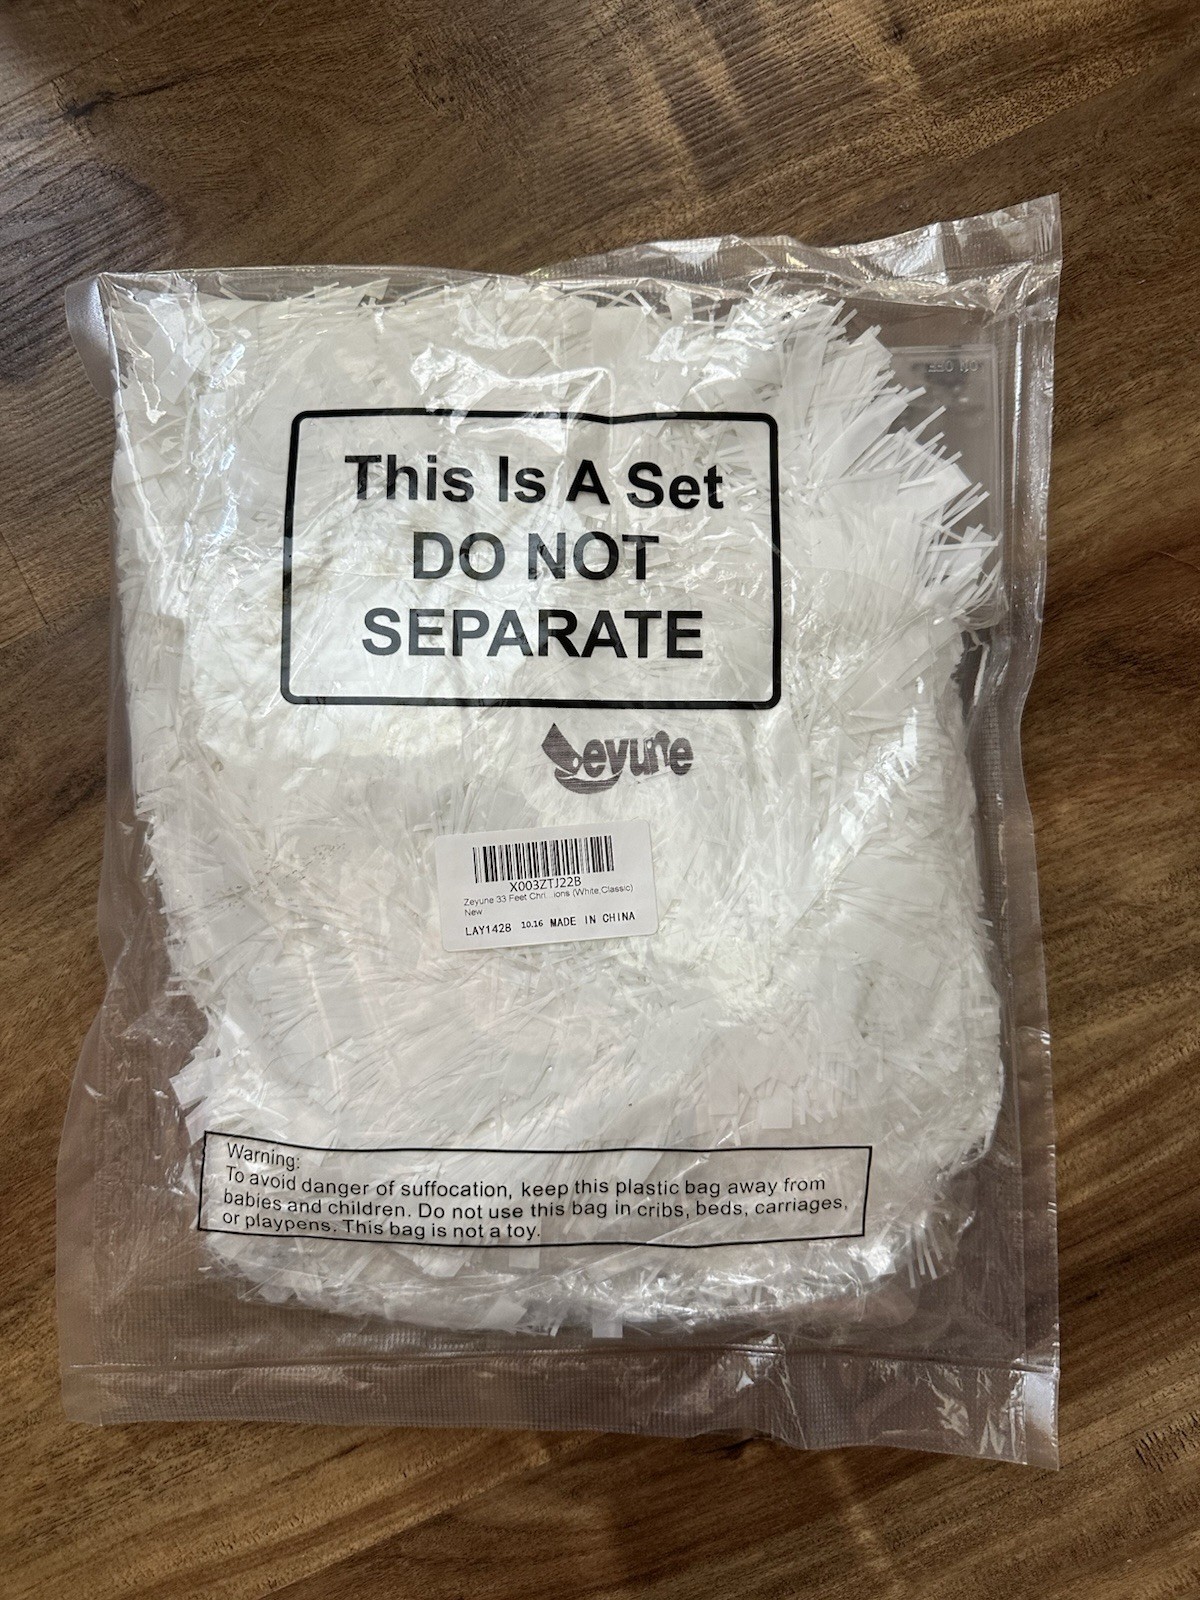 This Is A Set
DO NOT
SEPARATE
Zeyune
X003ZTJ22B
Zeyune 33 Feet Chri...ions (White,Classic)
New
LAY142B 10.16 MADE IN CHINA
Warning:
To avoid danger of suffocation, keep this plastic bag away from
babies and children. Do not use this bag in cribs, beds, carriages,
or playpens. This bag is not a toy.